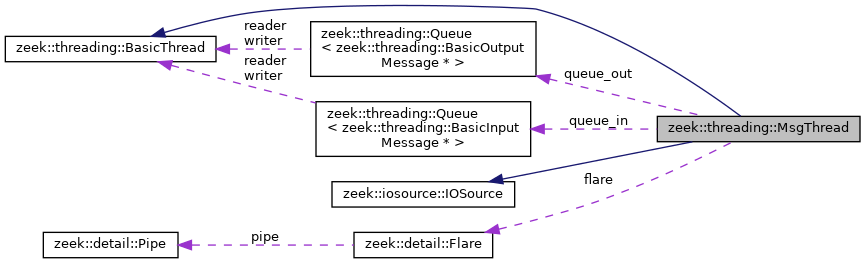 reader
writer
zeek::threading::Queue
< zeek::threading::BasicOutput
Message * >
zeek::threading::BasicThread
reader
writer
queue_out
zeek::threading::Queue
< zeek::threading::BasicInput
Message * >
queue_in
zeek::threading::MsgThread
zeek::iosource::IOSource
flare
pipe
zeek::detail::Pipe
zeek::detail::Flare